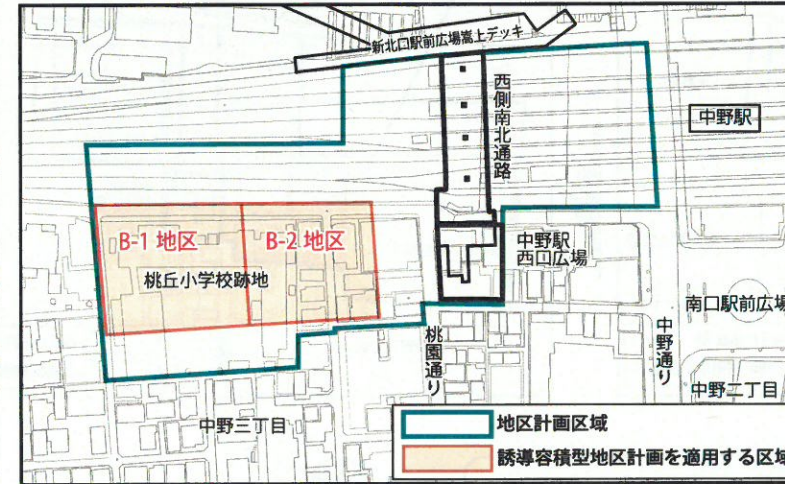 新北口駅前広場嵩上デッキ
西側南北通路
中野駅
B-1 地区
B-2 地区
桃丘小学校跡地
中野駅
西口広場
南口駅前広場
桃園通り
中野通り
中野二丁目
中野三丁目
地区計画区域
誘導容積型地区計画を適用する区域